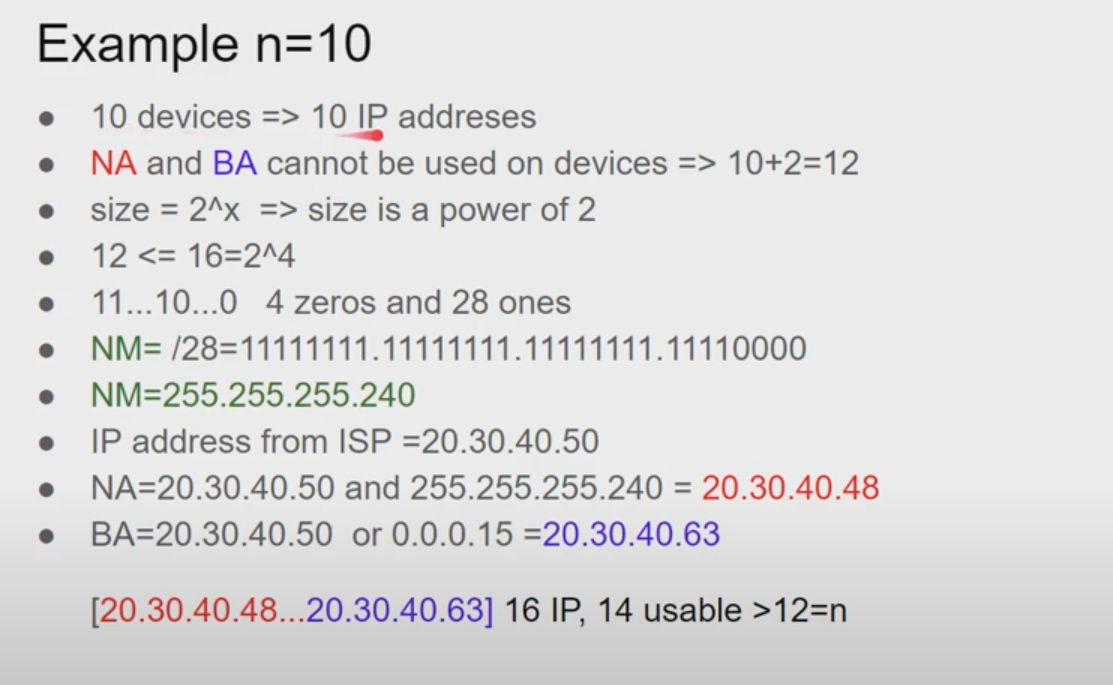 Example n=10
● 10 devices => 10 IP addreses
● NA and BA cannot be used on devices => 10+2=12
● size = 2^x  => size is a power of 2
● 12 <= 16=2^4
● 11...10...0   4 zeros and 28 ones
● NM= /28=11111111.11111111.11111111.11110000
● NM=255.255.255.240
● IP address from ISP =20.30.40.50
● NA=20.30.40.50 and 255.255.255.240 = 20.30.40.48
● BA=20.30.40.50  or 0.0.0.15 =20.30.40.63
[20.30.40.48...20.30.40.63] 16 IP, 14 usable >12=n